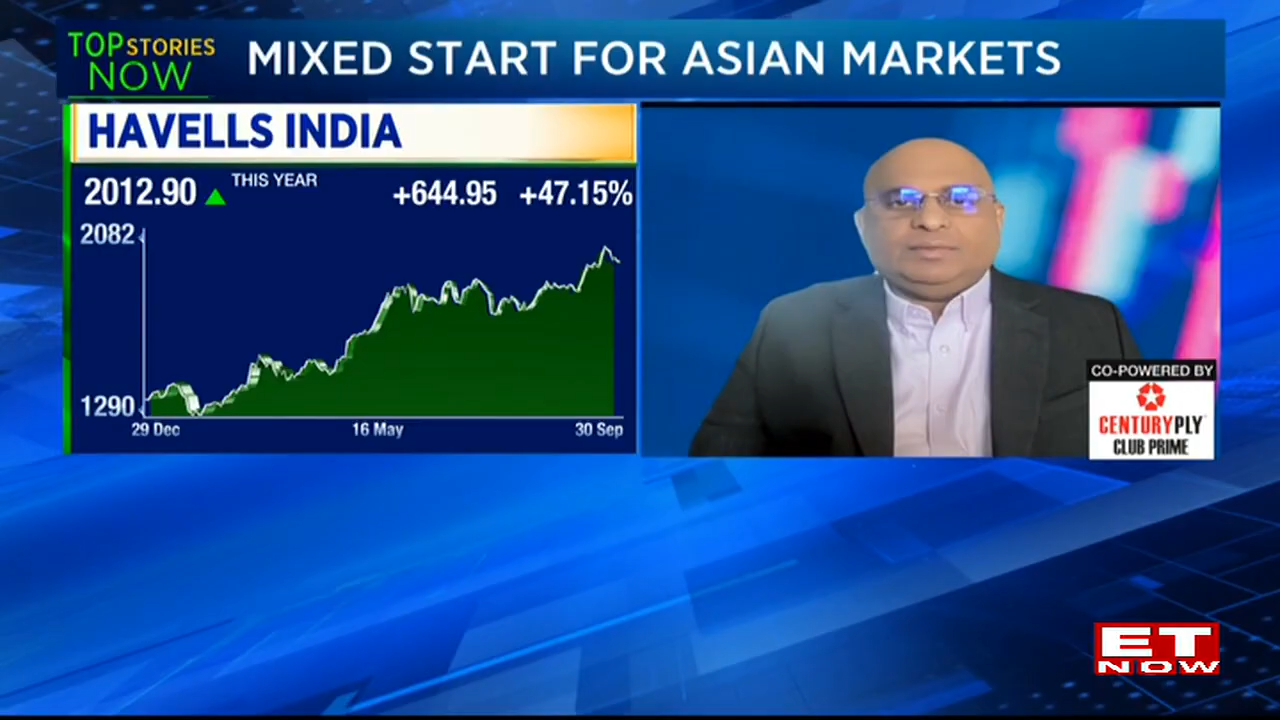 TOP STORIES
NOW
MIXED START FOR ASIAN MARKETS
HAVELLS INDIA
2012.90 THIS YEAR +644.95 +47.15%
2082
1290
29 Dec 16 May 30 Sep
CO-POWERED BY
CENTURYPLY
CLUB PRIME
ET
NOW